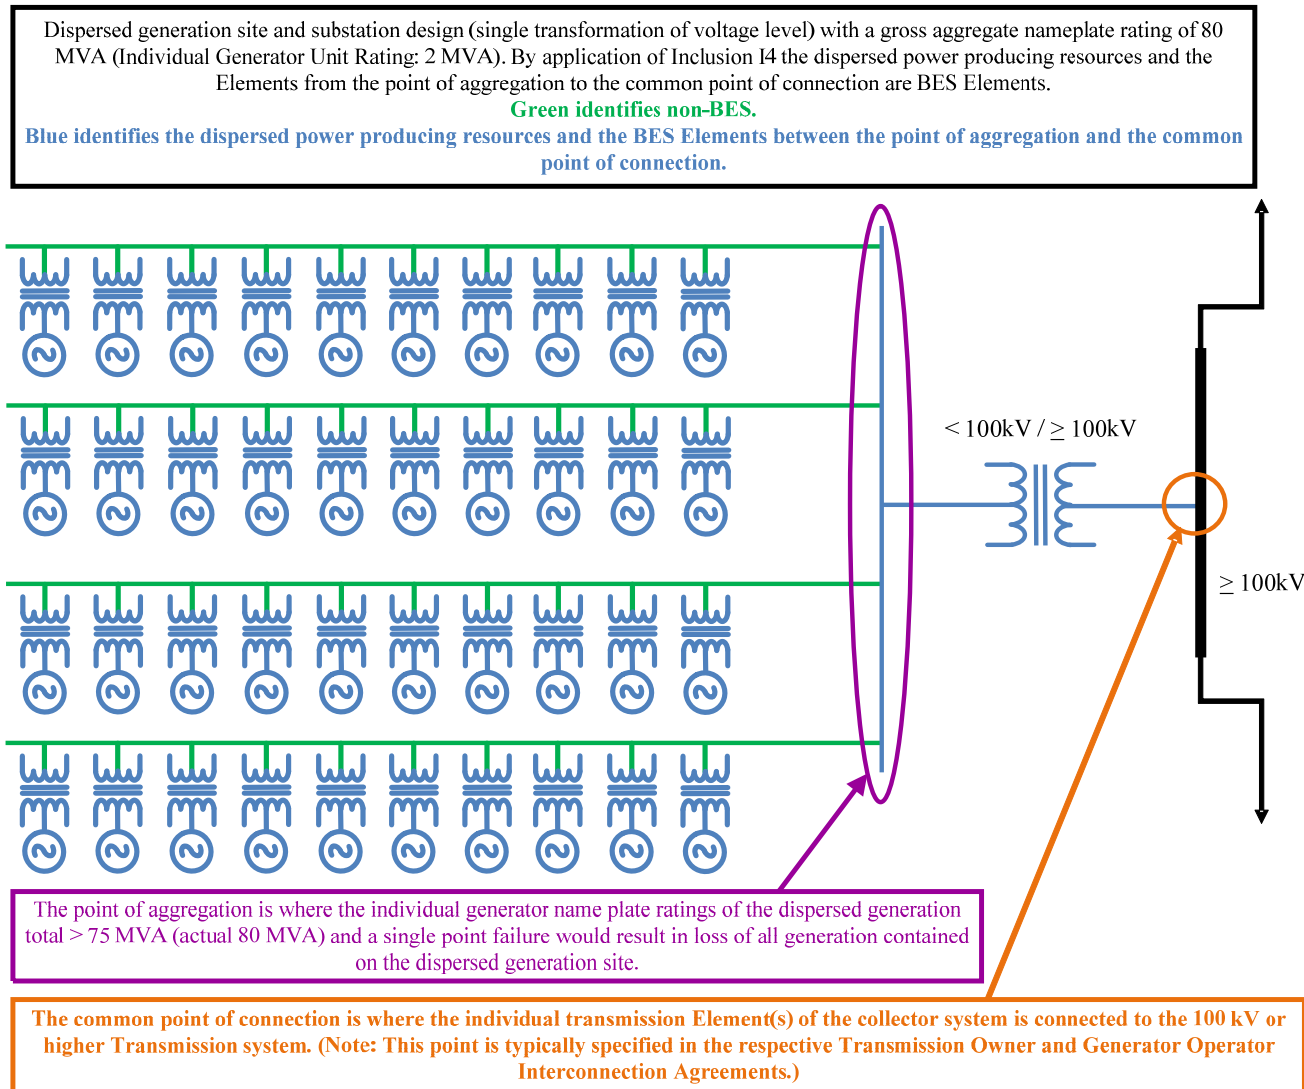 Dispersed generation site and substation design (single transformation of voltage level) with a gross aggregate nameplate rating of 80
MVA (Individual Generator Unit Rating: 2 MVA). By application of Inclusion I4 the dispersed power producing resources and the
Elements from the point of aggregation to the common point of connection are BES Elements.
Green identifies non-BES.
Blue identifies the dispersed power producing resources and the BES Elements between the point of aggregation and the common
point of connection.
< 100kV / ≥ 100kV
≥ 100kV
The point of aggregation is where the individual generator name plate ratings of the dispersed generation
total > 75 MVA (actual 80 MVA) and a single point failure would result in loss of all generation contained
on the dispersed generation site.
The common point of connection is where the individual transmission Element(s) of the collector system is connected to the 100 kV or
higher Transmission system. (Note: This point is typically specified in the respective Transmission Owner and Generator Operator
Interconnection Agreements.)